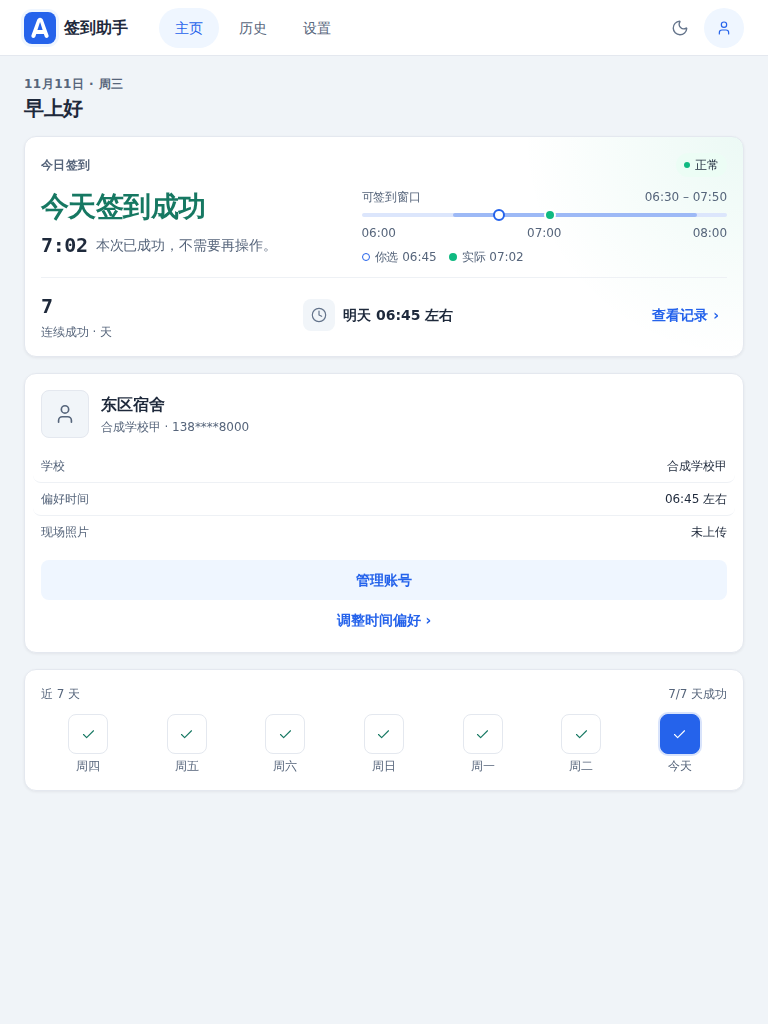 A 签到助手 主页 历史 设置
11月11日 · 周三
早上好
今日签到 正常
今天签到成功
7:02 本次已成功，不需要再操作。
可签到窗口 06:30 – 07:50
06:00 07:00 08:00
你选 06:45 实际 07:02
7
连续成功 · 天
明天 06:45 左右
查看记录 ›
东区宿舍
合成学校甲 · 138****8000
学校 合成学校甲
偏好时间 06:45 左右
现场照片 未上传
管理账号
调整时间偏好 ›
近 7 天 7/7 天成功
周四 周五 周六 周日 周一 周二 今天